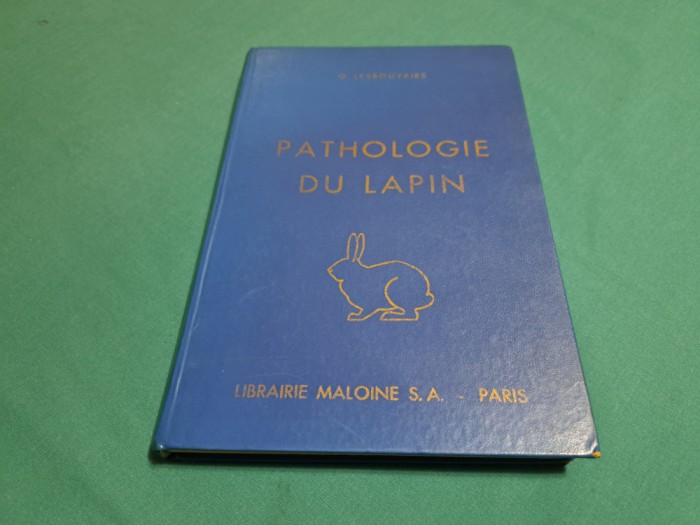 G. LESBOUYRIES
PATHOLOGIE
DU LAPIN
LIBRAIRIE MALOINE S.A. - PARIS